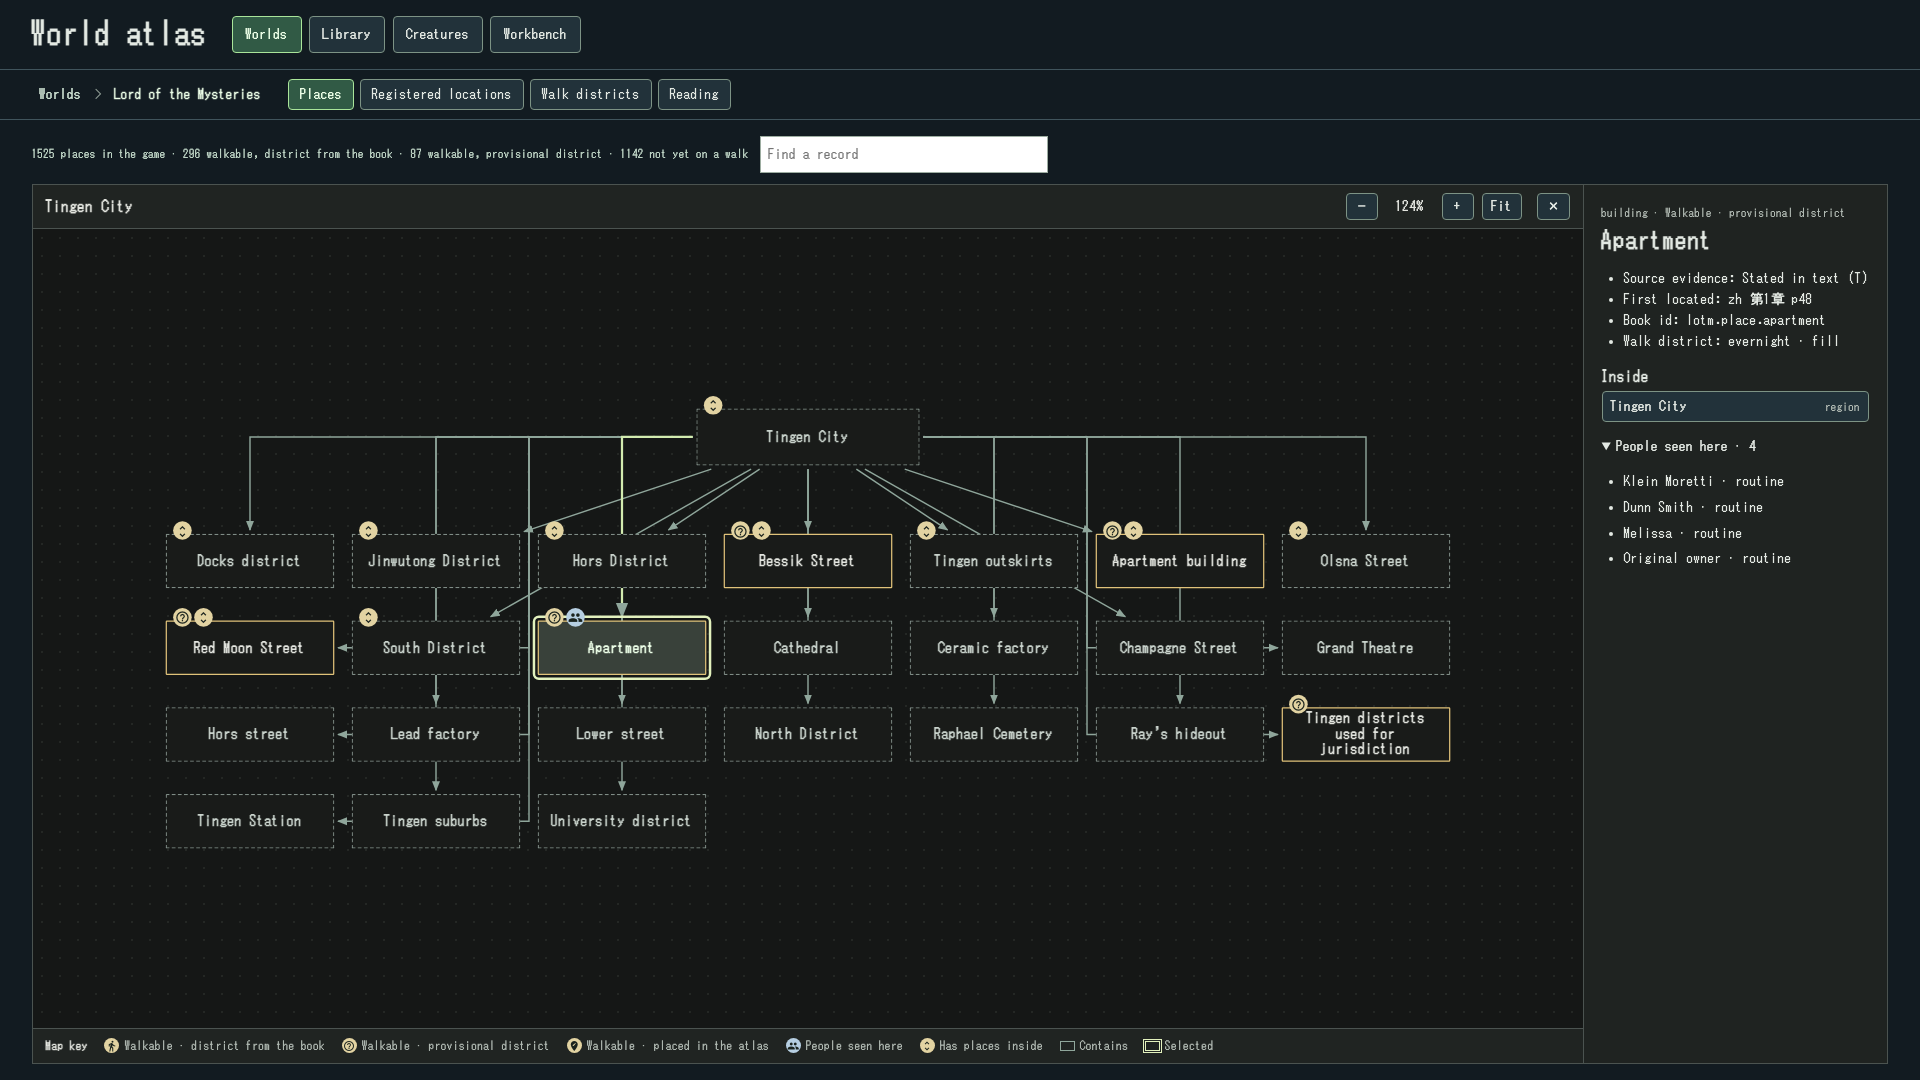 World atlas
Worlds
Library
Creatures
Workbench
Worlds
Lord of the Mysteries
Places
Registered locations
Walk districts
Reading
1525 places in the game · 296 walkable, district from the book · 87 walkable, provisional district · 1142 not yet on a walk
Find a record
Tingen City
−
124%
+
Fit
×
Tingen City
Docks district
Jinwutong District
Hors District
Bessik Street
Tingen outskirts
Apartment building
Olsna Street
Red Moon Street
South District
Apartment
Cathedral
Ceramic factory
Champagne Street
Grand Theatre
Hors street
Lead factory
Lower street
North District
Raphael Cemetery
Ray's hideout
Tingen districts
used for
jurisdiction
Tingen Station
Tingen suburbs
University district
Map key
Walkable · district from the book
Walkable · provisional district
Walkable · placed in the atlas
People seen here
Has places inside
Contains
Selected
building · Walkable · provisional district
Apartment
• Source evidence: Stated in text (T)
• First located: zh 第1章 p48
• Book id: lotm.place.apartment
• Walk district: evernight · fill
Inside
Tingen City region
▼ People seen here · 4
• Klein Moretti · routine
• Dunn Smith · routine
• Melissa · routine
• Original owner · routine